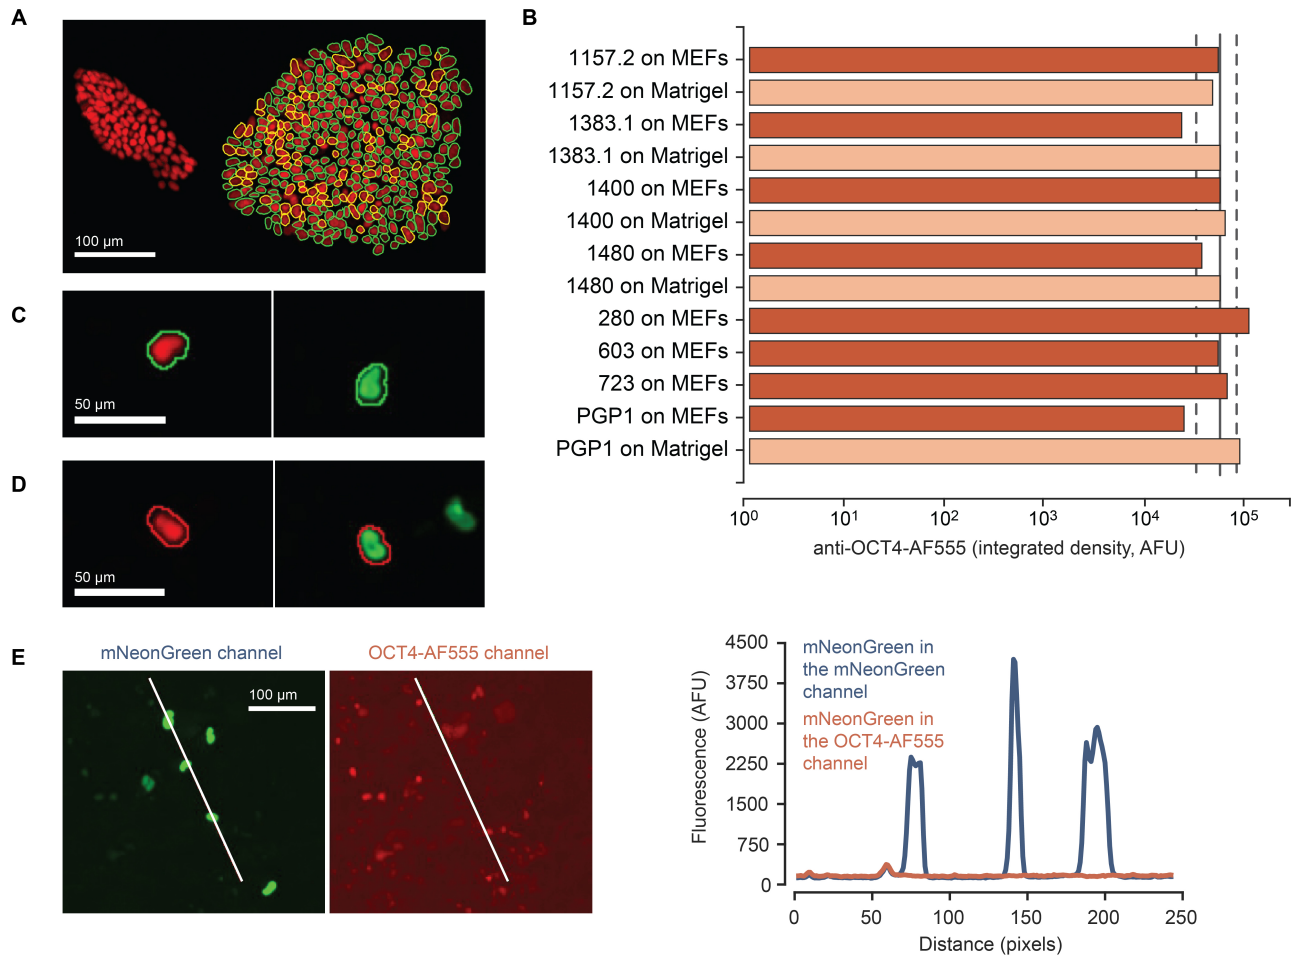 A
100 µm
B
1157.2 on MEFs
1157.2 on Matrigel
1383.1 on MEFs
1383.1 on Matrigel
1400 on MEFs
1400 on Matrigel
1480 on MEFs
1480 on Matrigel
280 on MEFs
603 on MEFs
723 on MEFs
PGP1 on MEFs
PGP1 on Matrigel
10⁰ 10¹ 10² 10³ 10⁴ 10⁵
anti-OCT4-AF555 (integrated density, AFU)
C
50 µm
D
50 µm
E
mNeonGreen channel
OCT4-AF555 channel
100 µm
4500
3750
3000
2250
1500
750
0
Fluorescence (AFU)
mNeonGreen in
the mNeonGreen
channel
mNeonGreen in
the OCT4-AF555
channel
0 50 100 150 200 250
Distance (pixels)